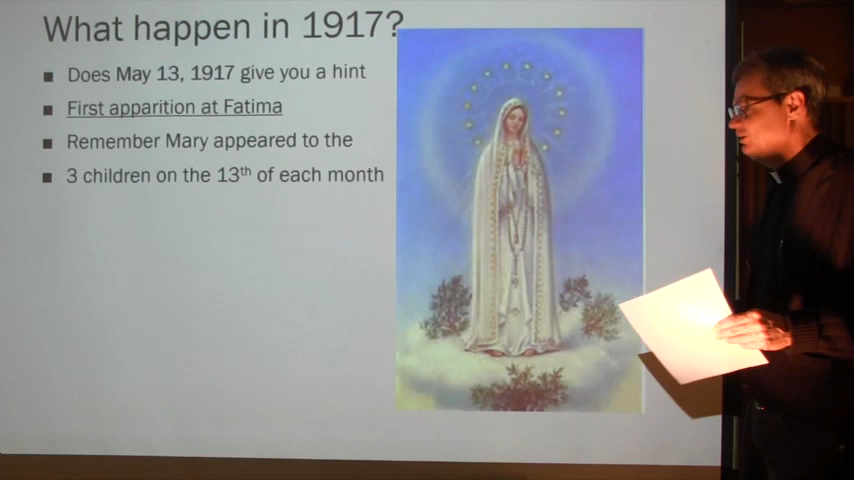 What happen in 1917?
Does May 13, 1917 give you a hint
First apparition at Fatima
Remember Mary appeared to the
3 children on the 13th of each month